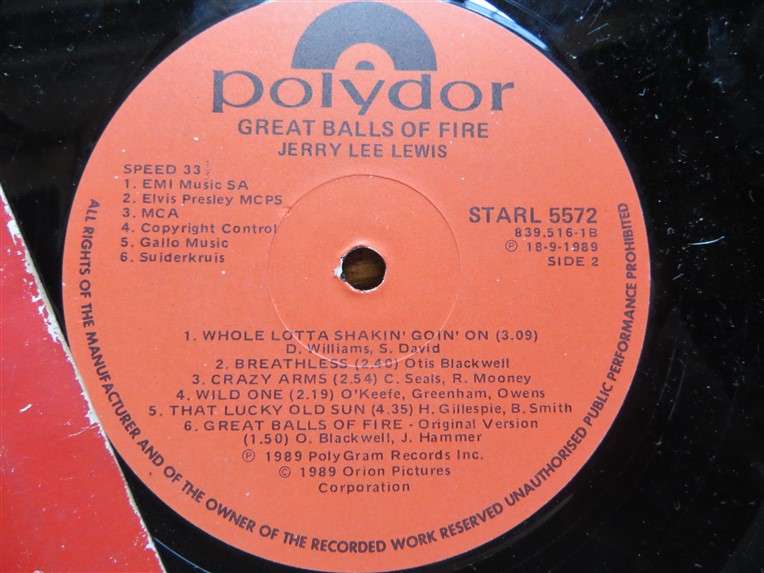 polydor
GREAT BALLS OF FIRE
JERRY LEE LEWIS
SPEED 33⅓
1. EMI Music SA
2. Elvis Presley MCPS
3. MCA
4. Copyright Control
5. Gallo Music
6. Suiderkruis
STARL 5572
839.516-1B
℗ 18-9-1989
SIDE 2
1. WHOLE LOTTA SHAKIN' GOIN' ON (3.09)
D. Williams, S. David
2. BREATHLESS (2.40) Otis Blackwell
3. CRAZY ARMS (2.54) C. Seals, R. Mooney
4. WILD ONE (2.19) O'Keefe, Greenham, Owens
5. THAT LUCKY OLD SUN (4.35) H. Gillespie, B. Smith
6. GREAT BALLS OF FIRE - Original Version
(1.50) O. Blackwell, J. Hammer
℗ 1989 PolyGram Records Inc.
© 1989 Orion Pictures
Corporation
ALL RIGHTS OF THE MANUFACTURER AND OF THE OWNER OF THE RECORDED WORK RESERVED UNAUTHORISED PUBLIC PERFORMANCE PROHIBITED